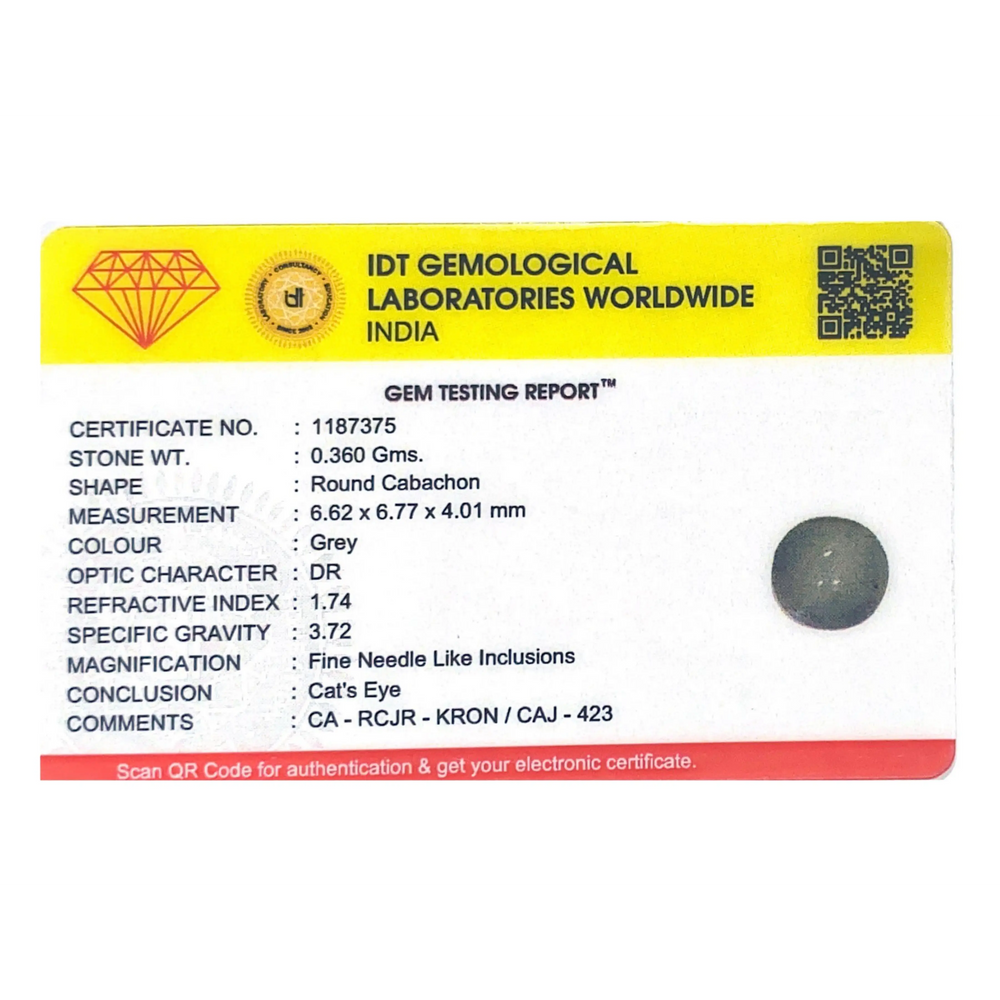 IDT GEMOLOGICAL
LABORATORIES WORLDWIDE
INDIA
LABORATORY • CONSULTANCY • EDUCATION
GEM TESTING REPORT™
CERTIFICATE NO. : 1187375
STONE WT. : 0.360 Gms.
SHAPE : Round Cabachon
MEASUREMENT : 6.62 x 6.77 x 4.01 mm
COLOUR : Grey
OPTIC CHARACTER : DR
REFRACTIVE INDEX : 1.74
SPECIFIC GRAVITY : 3.72
MAGNIFICATION : Fine Needle Like Inclusions
CONCLUSION : Cat's Eye
COMMENTS : CA - RCJR - KRON / CAJ - 423
Scan QR Code for authentication & get your electronic certificate.